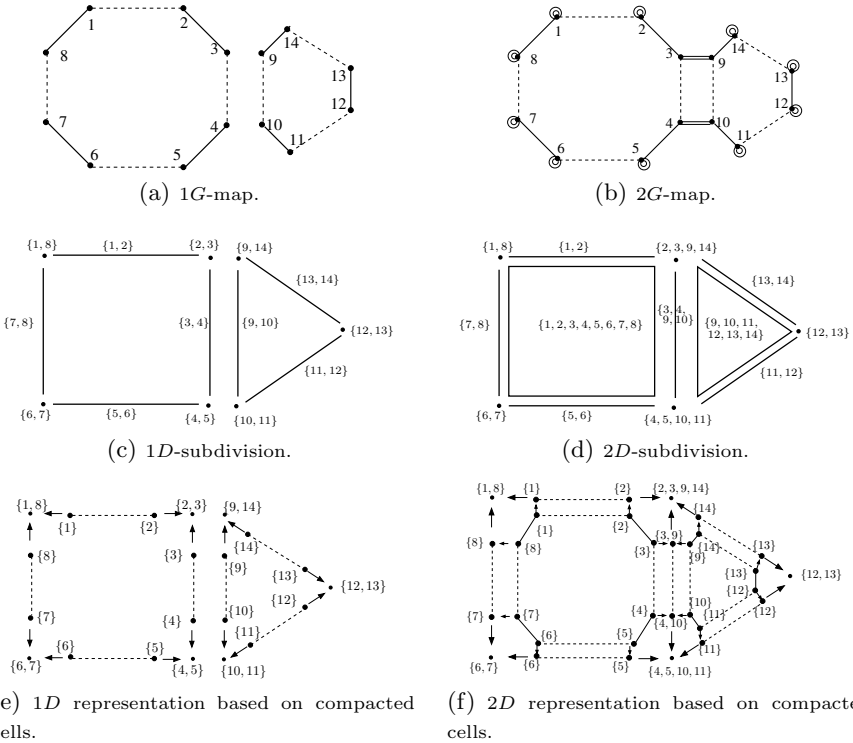 1 2 3 4 5 6 7 8 9 10 11 12 13 14
(a) 1G-map.
1 2 3 4 5 6 7 8 9 10 11 12 13 14
(b) 2G-map.
{1, 8} {1, 2} {2, 3} {9, 14}
{13, 14}
{7, 8} {3, 4} {9, 10} {12, 13}
{11, 12}
{6, 7} {5, 6} {4, 5} {10, 11}
(c) 1D-subdivision.
{1, 8} {1, 2} {2, 3, 9, 14}
{13, 14}
{7, 8} {1, 2, 3, 4, 5, 6, 7, 8} {3, 4, 9, 10} {9, 10, 11, 12, 13, 14} {12, 13}
{11, 12}
{6, 7} {5, 6} {4, 5, 10, 11}
(d) 2D-subdivision.
{1, 8} {2, 3} {9, 14}
{1} {2}
{14}
{8} {3} {9}
{13} {12, 13}
{12}
{7} {4} {10}
{11}
{6} {5}
{6, 7} {4, 5} {10, 11}
e) 1D representation based on compacted
ells.
{1, 8} {1} {2} {2, 3, 9, 14}
{14}
{1} {2}
{8} {8} {3} {3, 9} {9} {14} {13}
{13} {12, 13}
{12} {12}
{7} {7} {4} {4, 10} {10} {11}
{6} {5} {11}
{6, 7} {6} {5} {4, 5, 10, 11}
(f) 2D representation based on compacte
cells.